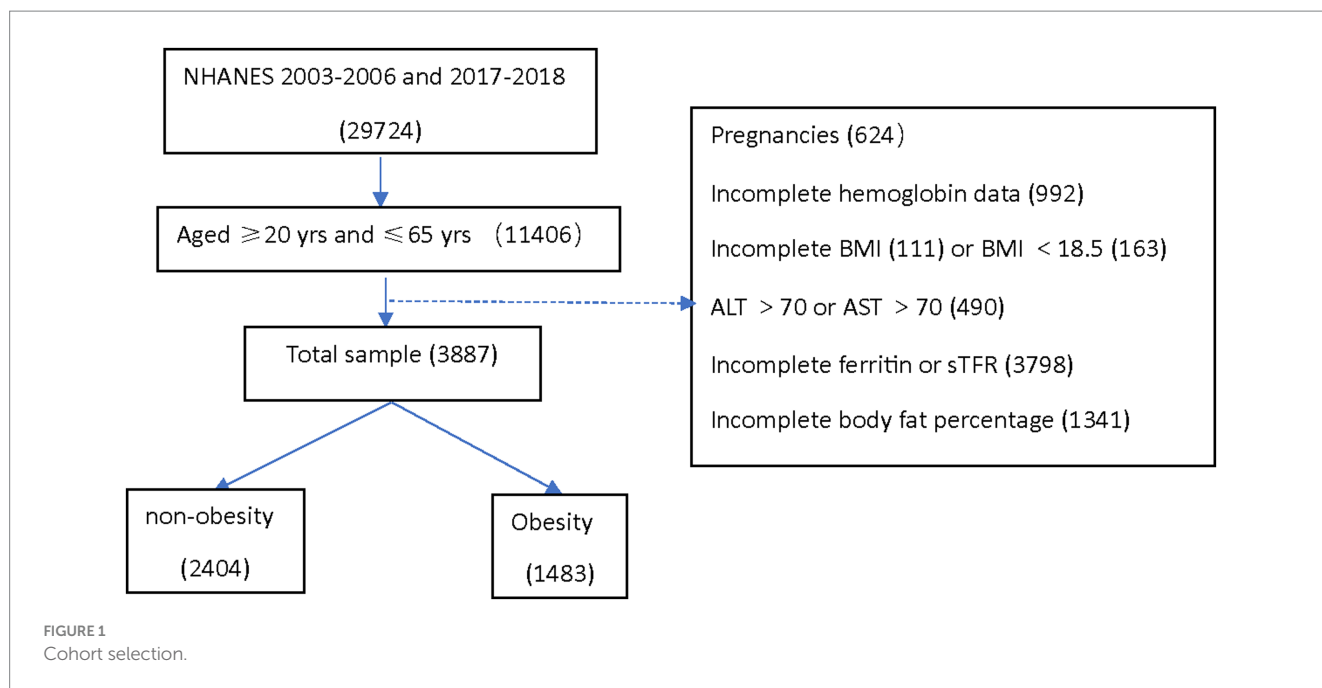 NHANES 2003-2006 and 2017-2018
(29724)
Aged ≥20 yrs and ≤65 yrs （11406）
Pregnancies (624）
Incomplete hemoglobin data (992)
Incomplete BMI (111) or BMI < 18.5 (163)
ALT > 70 or AST > 70 (490)
Incomplete ferritin or sTFR (3798)
Incomplete body fat percentage (1341)
Total sample (3887)
non-obesity
(2404)
Obesity
(1483)
FIGURE 1
Cohort selection.